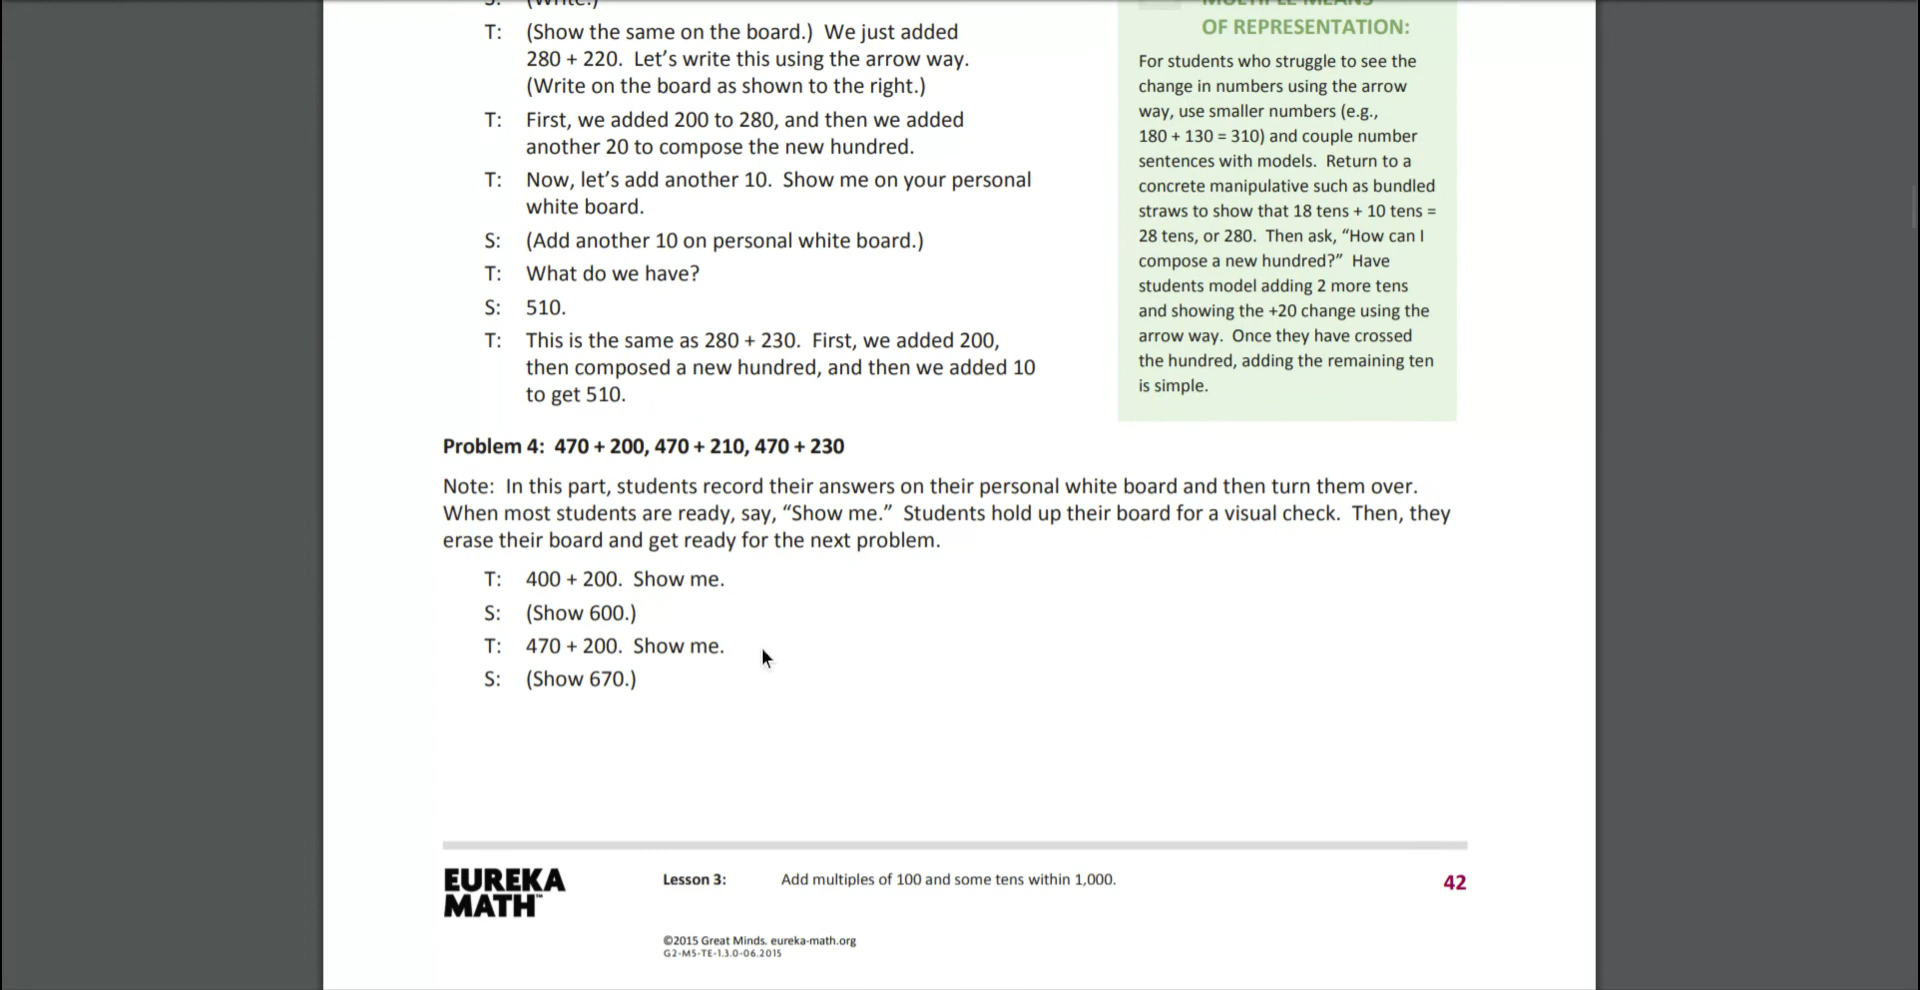 S: (Write.)
T: (Show the same on the board.) We just added
280 + 220. Let’s write this using the arrow way.
(Write on the board as shown to the right.)
T: First, we added 200 to 280, and then we added
another 20 to compose the new hundred.
T: Now, let’s add another 10. Show me on your personal
white board.
S: (Add another 10 on personal white board.)
T: What do we have?
S: 510.
T: This is the same as 280 + 230. First, we added 200,
then composed a new hundred, and then we added 10
to get 510.
MULTIPLE MEANS
OF REPRESENTATION:
For students who struggle to see the
change in numbers using the arrow
way, use smaller numbers (e.g.,
180 + 130 = 310) and couple number
sentences with models. Return to a
concrete manipulative such as bundled
straws to show that 18 tens + 10 tens =
28 tens, or 280. Then ask, “How can I
compose a new hundred?” Have
students model adding 2 more tens
and showing the +20 change using the
arrow way. Once they have crossed
the hundred, adding the remaining ten
is simple.
Problem 4: 470 + 200, 470 + 210, 470 + 230
Note: In this part, students record their answers on their personal white board and then turn them over.
When most students are ready, say, “Show me.” Students hold up their board for a visual check. Then, they
erase their board and get ready for the next problem.
T: 400 + 200. Show me.
S: (Show 600.)
T: 470 + 200. Show me.
S: (Show 670.)
EUREKA
MATH™
Lesson 3: Add multiples of 100 and some tens within 1,000.
42
©2015 Great Minds. eureka-math.org
G2-M5-TE-1.3.0-06.2015